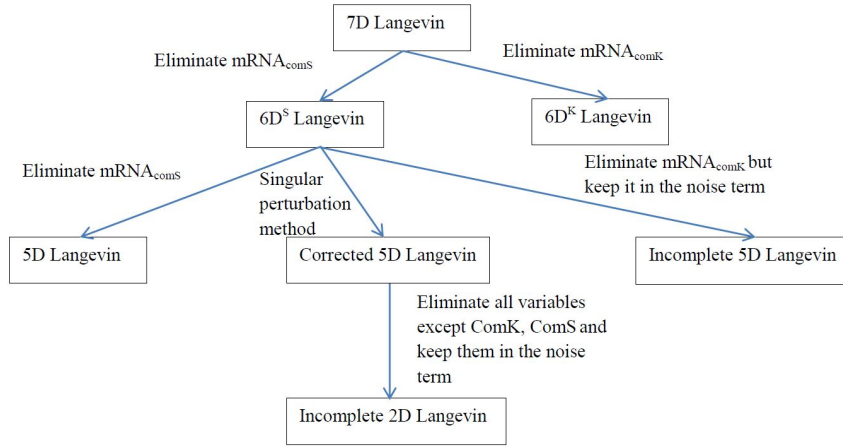 7D Langevin
Eliminate mRNAcomS
Eliminate mRNAcomK
6DS Langevin
6DK Langevin
Eliminate mRNAcomS
Singular
perturbation
method
Eliminate mRNAcomK but
keep it in the noise term
5D Langevin
Corrected 5D Langevin
Incomplete 5D Langevin
Eliminate all variables
except ComK, ComS and
keep them in the noise
term
Incomplete 2D Langevin